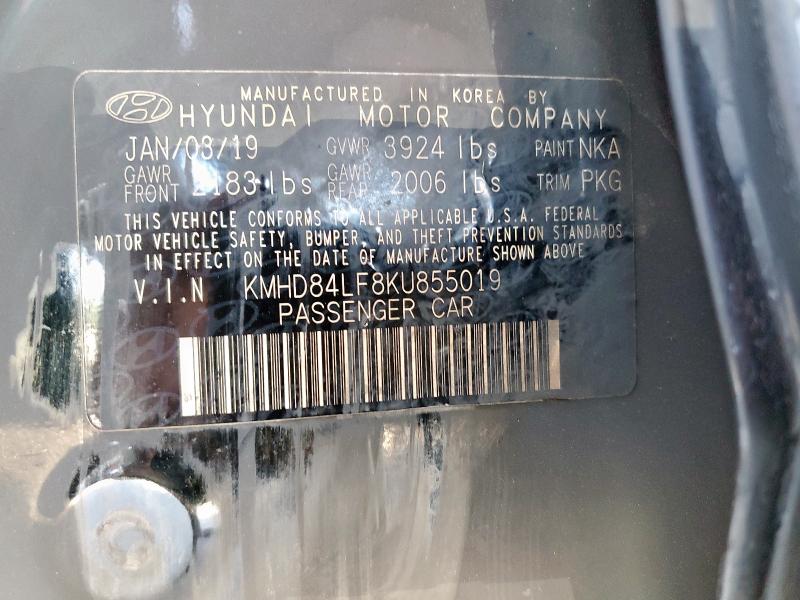 MANUFACTURED IN KOREA BY
HYUNDAI MOTOR COMPANY
JAN/03/19 GVWR 3924 lbs PAINT NKA
GAWR FRONT 2183 lbs GAWR REAR 2006 lbs TRIM PKG
THIS VEHICLE CONFORMS TO ALL APPLICABLE U.S.A. FEDERAL
MOTOR VEHICLE SAFETY, BUMPER, AND THEFT PREVENTION STANDARDS
IN EFFECT ON THE DATE OF MANUFACTURE SHOWN ABOVE
V.I.N KMHD84LF8KU855019
PASSENGER CAR